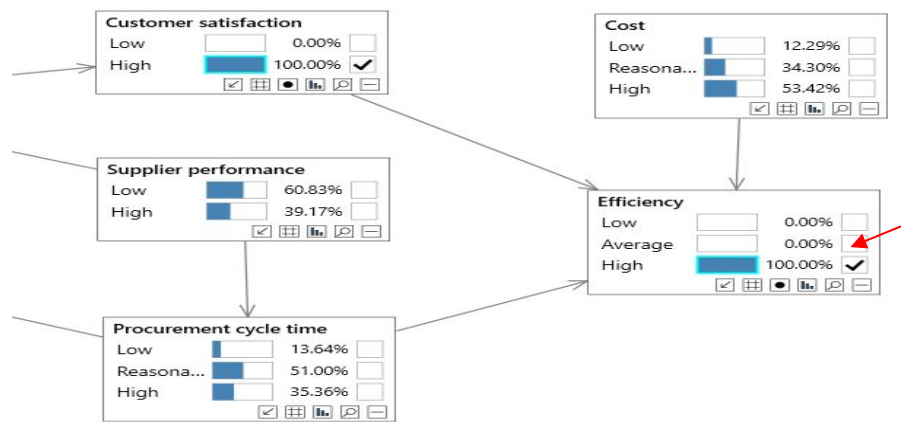 Customer satisfaction
Low 0.00%
High 100.00%
Cost
Low 12.29%
Reasona... 34.30%
High 53.42%
Supplier performance
Low 60.83%
High 39.17%
Efficiency
Low 0.00%
Average 0.00%
High 100.00%
Procurement cycle time
Low 13.64%
Reasona... 51.00%
High 35.36%